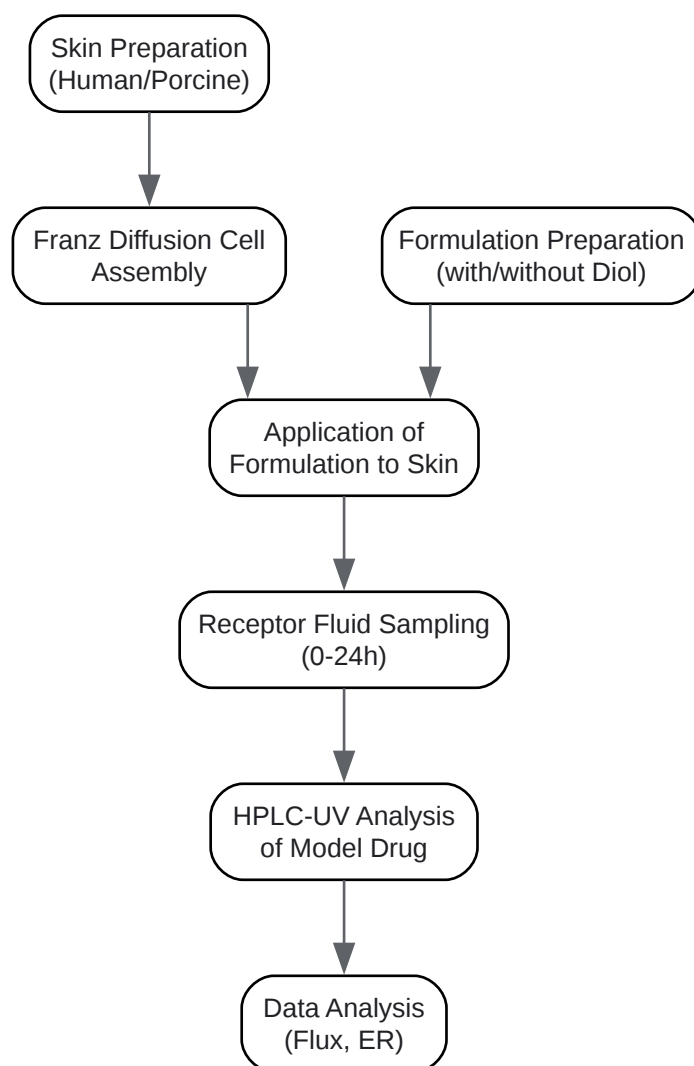 Skin Preparation
(Human/Porcine)
Franz Diffusion Cell
Assembly
Formulation Preparation
(with/without Diol)
Application of
Formulation to Skin
Receptor Fluid Sampling
(0-24h)
HPLC-UV Analysis
of Model Drug
Data Analysis
(Flux, ER)